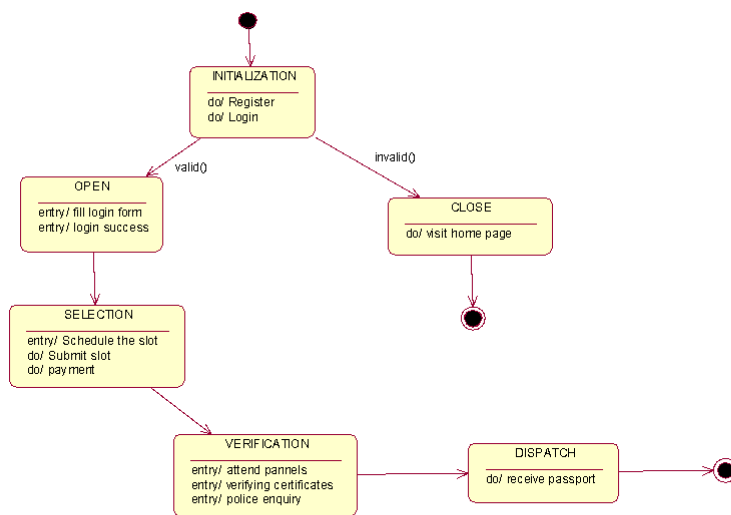 INITIALIZATION
do/ Register
do/ Login
valid()
invalid()
OPEN
entry/ fill login form
entry/ login success
CLOSE
do/ visit home page
SELECTION
entry/ Schedule the slot
do/ Submit slot
do/ payment
VERIFICATION
entry/ attend pannels
entry/ verifying certificates
entry/ police enquiry
DISPATCH
do/ receive passport